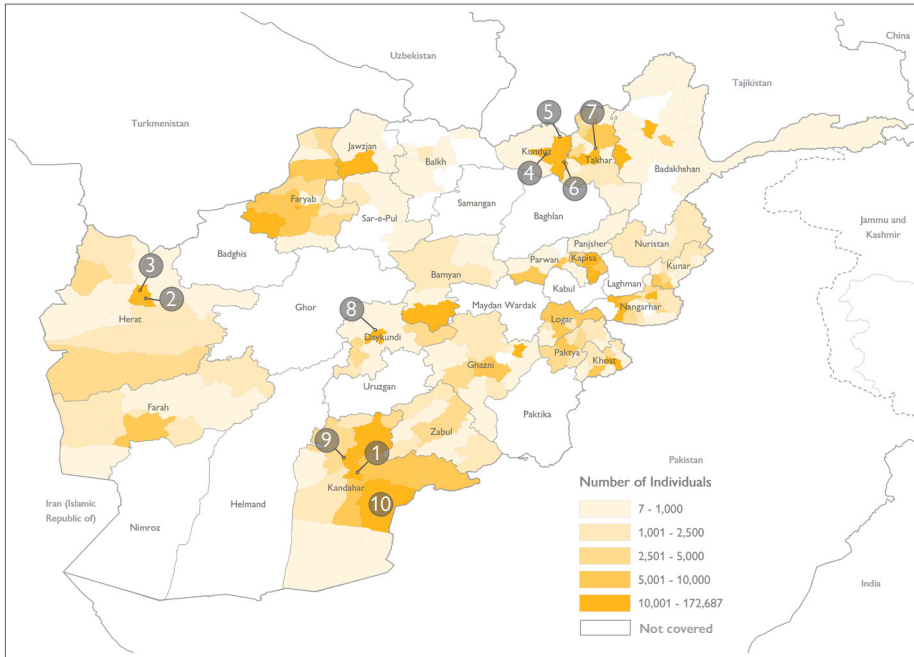 China
Uzbekistan
Tajikistan
Turkmenistan
5
7
Jawzjan
Kunduz
Balkh
Takhar
4
6
Badakhshan
Faryab
Samangan
Sar-e-Pul
Baghlan
Jammu and
Kashmir
Panjsher
Nuristan
Badghis
Parwan
Kapisa
3
Bamyan
Kunar
Laghman
Kabul
2
Ghor
8
Maydan Wardak
Nangarhar
Herat
Logar
Daykundi
Paktya
Khost
Ghazni
Uruzgan
Farah
Paktika
Zabul
9
1
Pakistan
Kandahar
Number of Individuals
Iran (Islamic
Republic of)
Helmand
10
7 - 1,000
Nimroz
1,001 - 2,500
2,501 - 5,000
5,001 - 10,000
India
10,001 - 172,687
Not covered